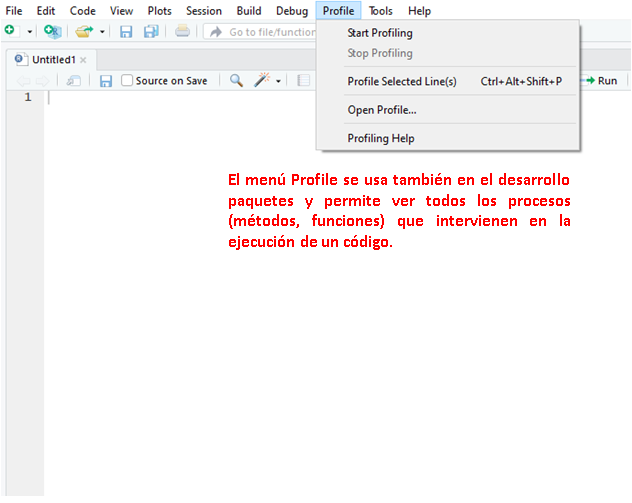 File Edit Code View Plots Session Build Debug Profile Tools Help
Go to file/function
Start Profiling
Stop Profiling
Profile Selected Line(s) Ctrl+Alt+Shift+P
Open Profile...
Profiling Help
Untitled1
Source on Save
Run
1
El menú Profile se usa también en el desarrollo
paquetes y permite ver todos los procesos
(métodos, funciones) que intervienen en la
ejecución de un código.